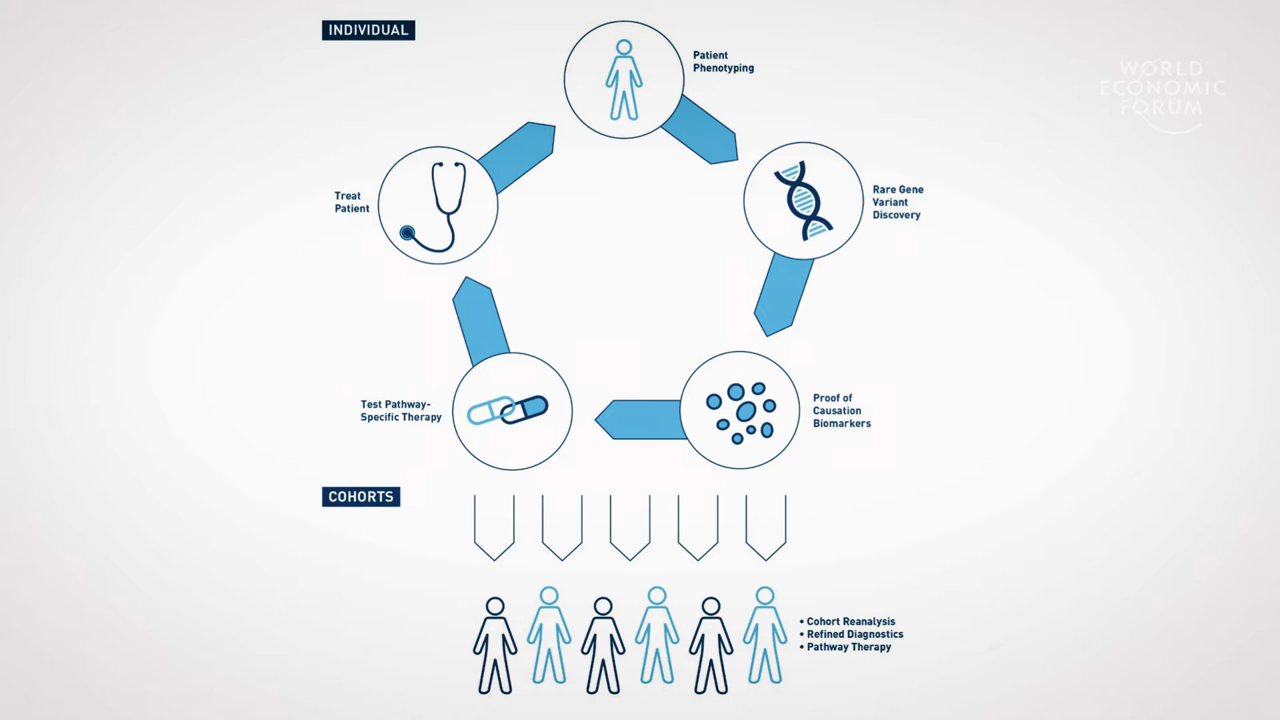 INDIVIDUAL
Patient
Phenotyping
WORLD
ECONOMIC
FORUM
Treat
Patient
Rare Gene
Variant
Discovery
Test Pathway-
Specific Therapy
Proof of
Causation
Biomarkers
COHORTS
• Cohort Reanalysis
• Refined Diagnostics
• Pathway Therapy